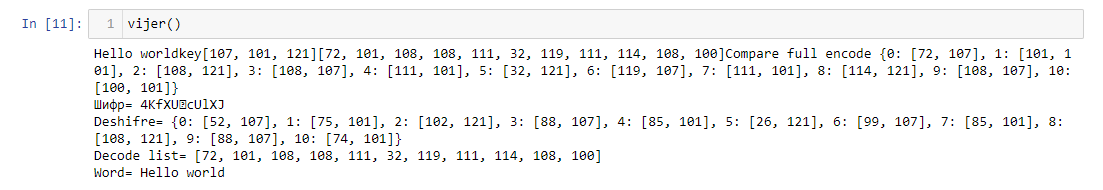 In [11]: 1 vijer()
Hello worldkey[107, 101, 121][72, 101, 108, 108, 111, 32, 119, 111, 114, 108, 100]Compare full encode {0: [72, 107], 1: [101, 1
01], 2: [108, 121], 3: [108, 107], 4: [111, 101], 5: [32, 121], 6: [119, 107], 7: [111, 101], 8: [114, 121], 9: [108, 107], 10:
[100, 101]}
Шифр= 4KfXU□cUlXJ
Deshifre= {0: [52, 107], 1: [75, 101], 2: [102, 121], 3: [88, 107], 4: [85, 101], 5: [26, 121], 6: [99, 107], 7: [85, 101], 8:
[108, 121], 9: [88, 107], 10: [74, 101]}
Decode list= [72, 101, 108, 108, 111, 32, 119, 111, 114, 108, 100]
Word= Hello world